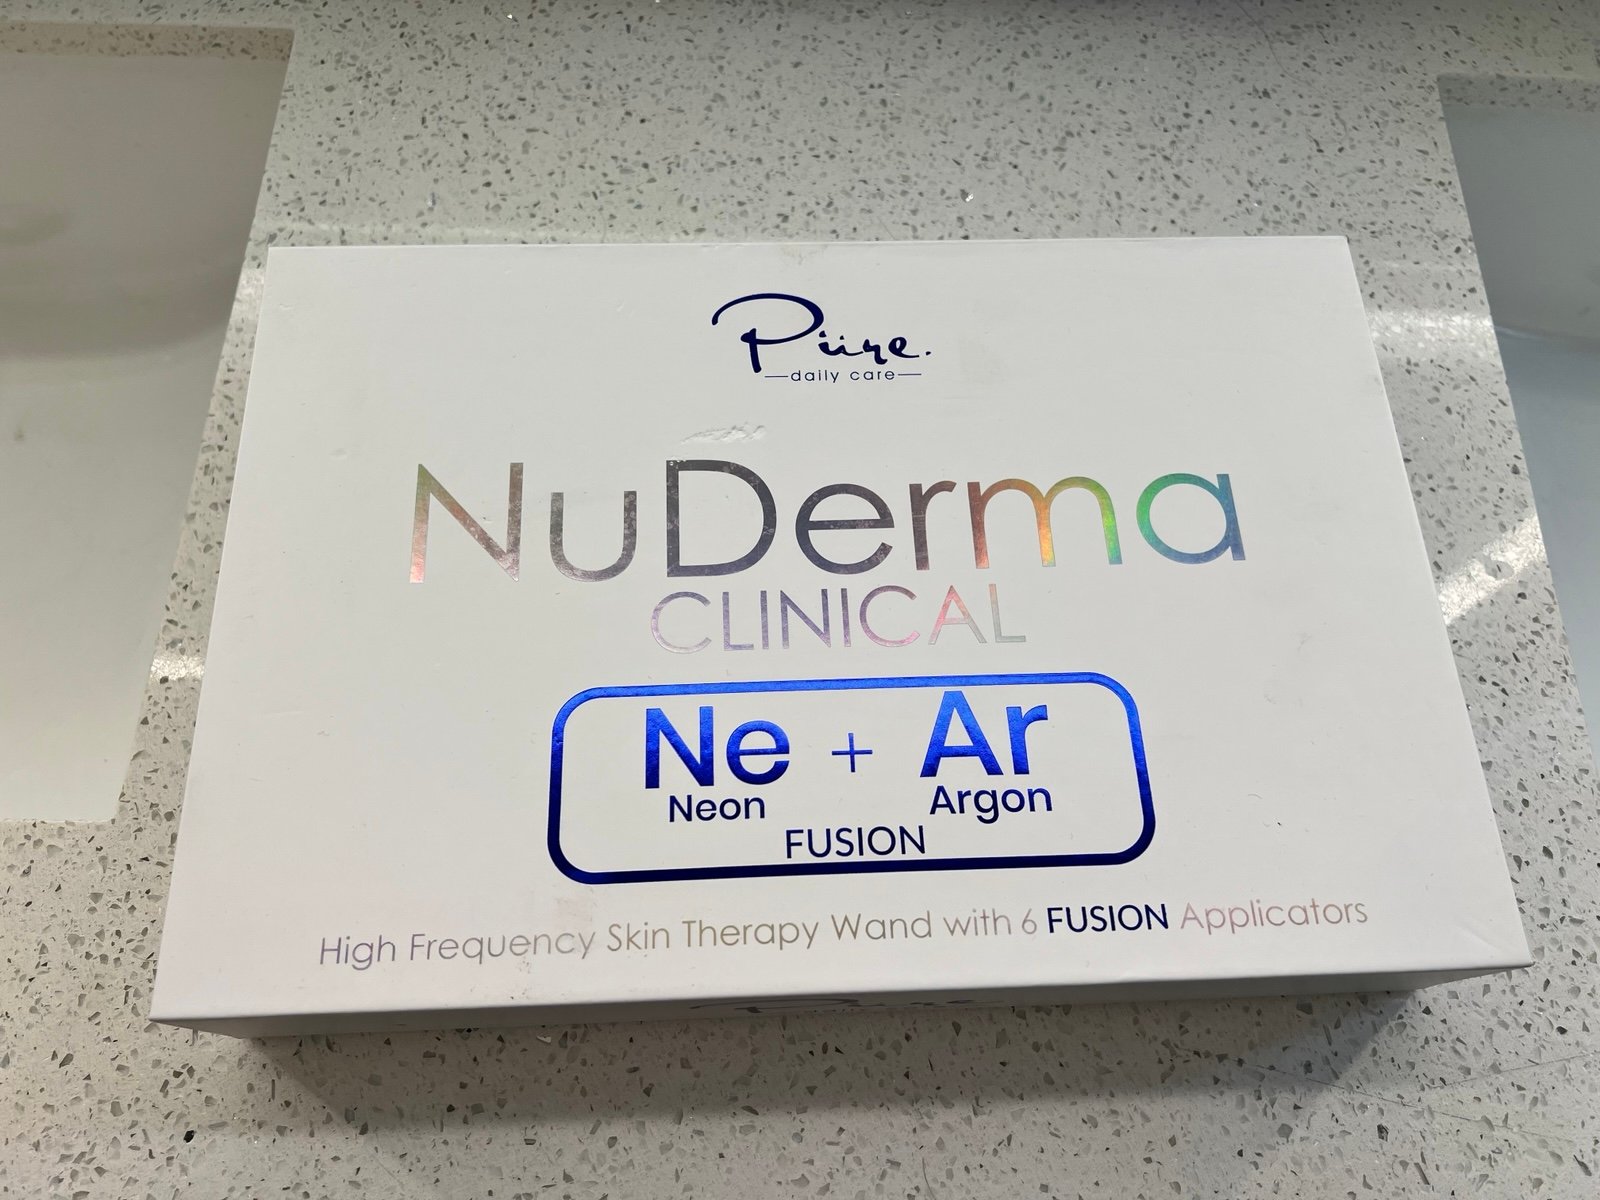 Püre.
daily care
NuDerma
CLINICAL
Ne + Ar
Neon Argon
FUSION
High Frequency Skin Therapy Wand with 6 FUSION Applicators